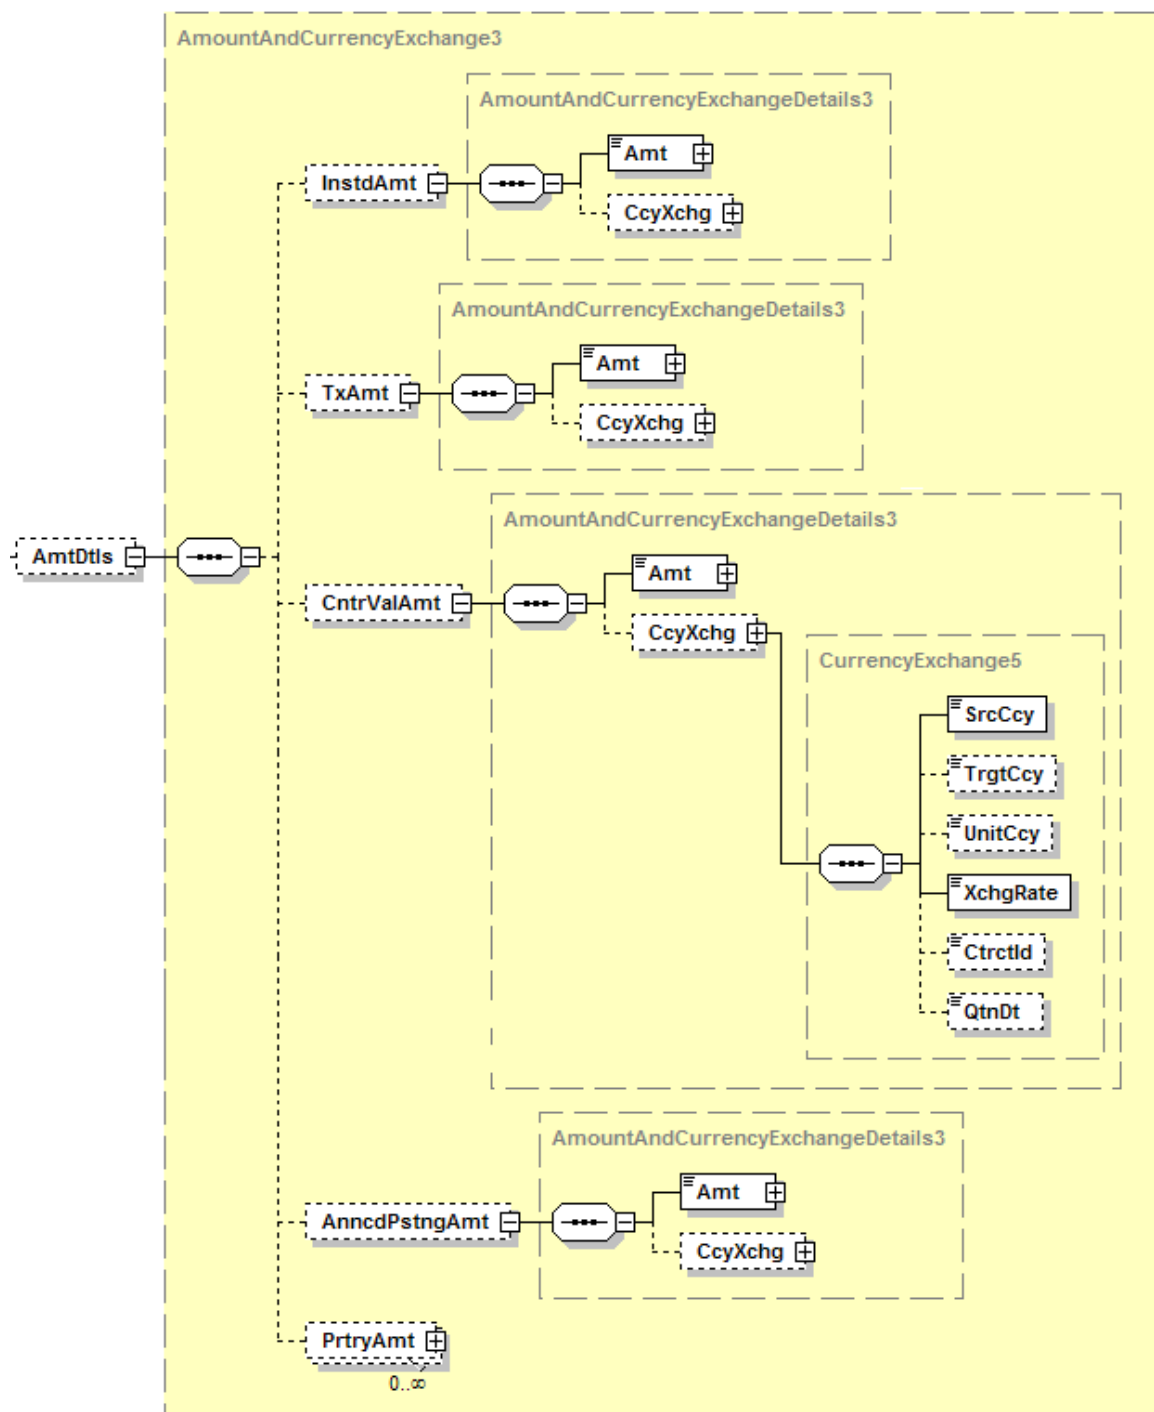 AmountAndCurrencyExchange3
AmountAndCurrencyExchangeDetails3
Amt
InstdAmt
CcyXchg
AmountAndCurrencyExchangeDetails3
Amt
TxAmt
CcyXchg
AmountAndCurrencyExchangeDetails3
AmtDtls
Amt
CntrValAmt
CcyXchg
CurrencyExchange5
SrcCcy
TrgtCcy
UnitCcy
XchgRate
CtrctId
QtnDt
AmountAndCurrencyExchangeDetails3
Amt
AnncdPstngAmt
CcyXchg
PrtryAmt
0..∞